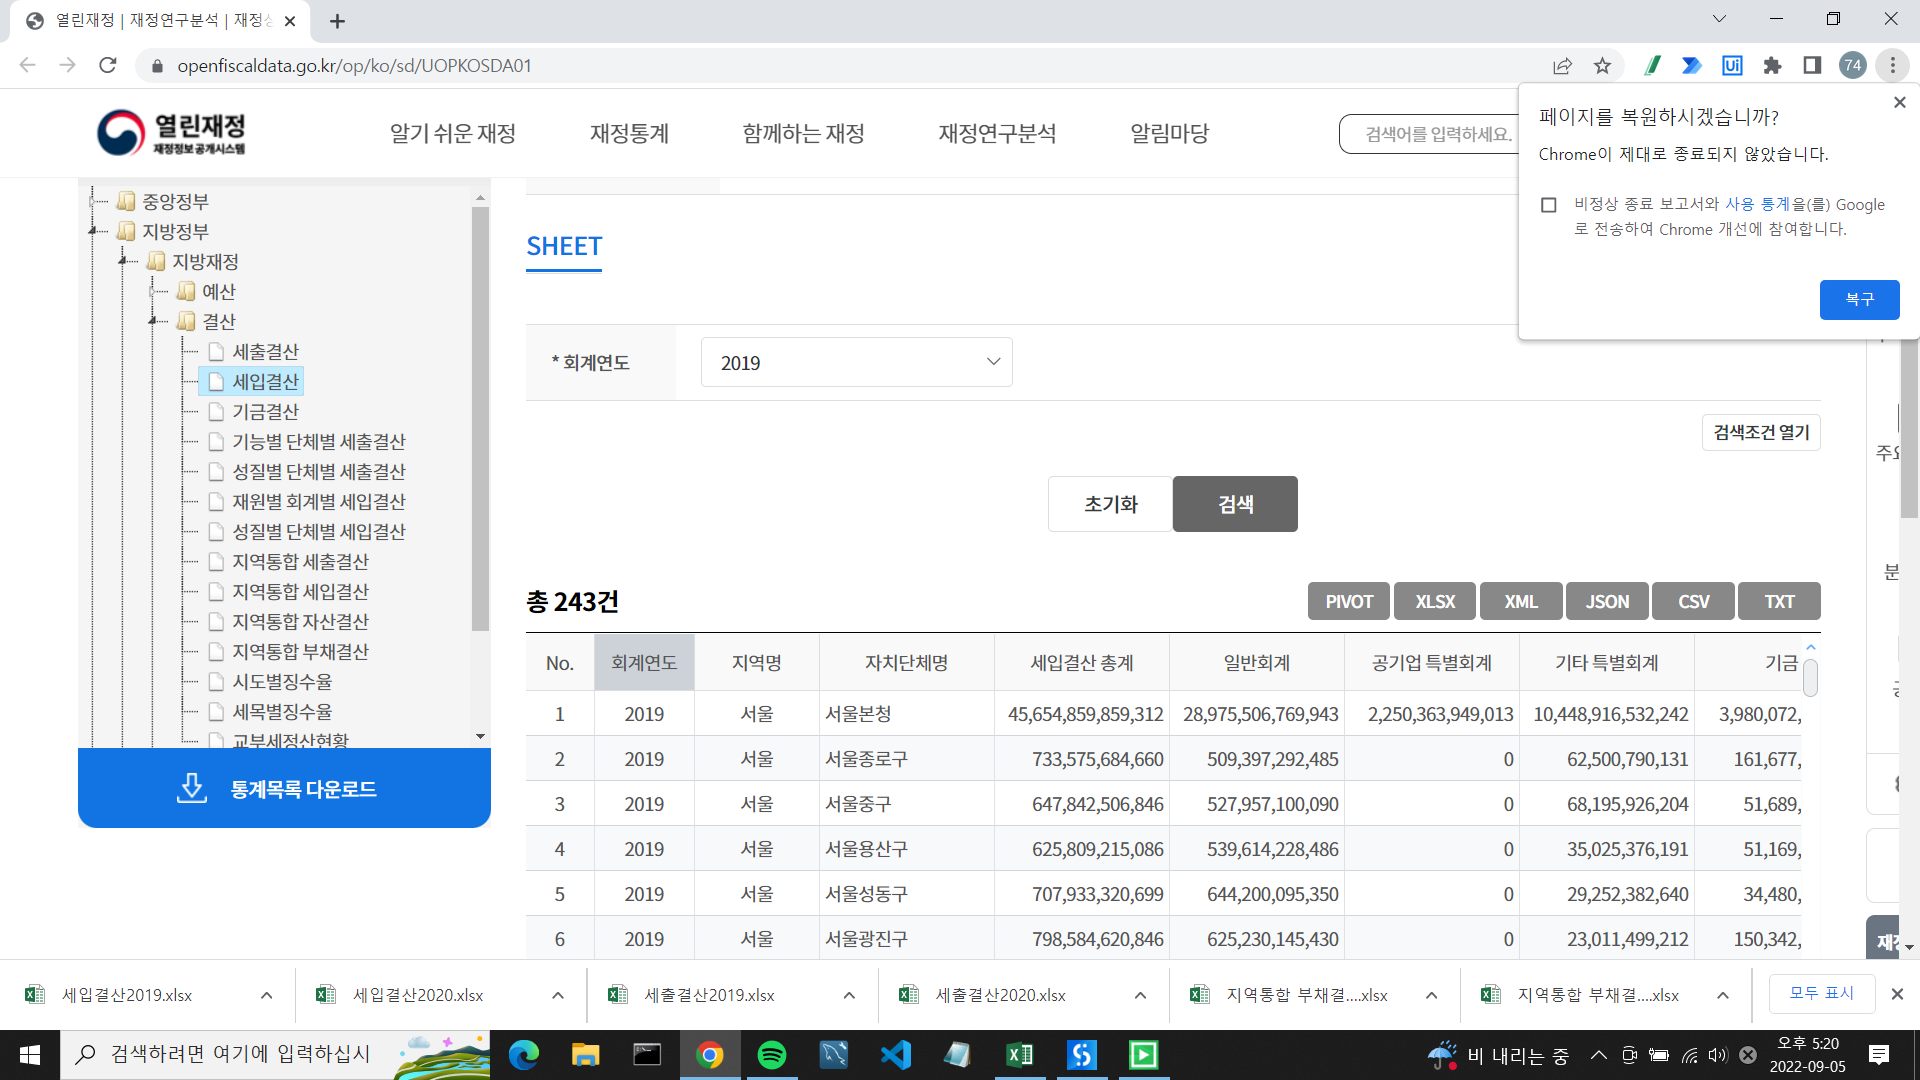 열린재정 | 재정연구분석 | 재정상
openfiscaldata.go.kr/op/ko/sd/UOPKOSDA01
74
페이지를 복원하시겠습니까?
Chrome이 제대로 종료되지 않았습니다.
비정상 종료 보고서와 사용 통계을(를) Google
로 전송하여 Chrome 개선에 참여합니다.
복구
열린재정
재정정보공개시스템
알기 쉬운 재정
재정통계
함께하는 재정
재정연구분석
알림마당
검색어를 입력하세요.
중앙정부
지방정부
지방재정
예산
결산
세출결산
세입결산
기금결산
기능별 단체별 세출결산
성질별 단체별 세출결산
재원별 회계별 세입결산
성질별 단체별 세입결산
지역통합 세출결산
지역통합 세입결산
지역통합 자산결산
지역통합 부채결산
시도별징수율
세목별징수율
교부세정산현황
통계목록 다운로드
SHEET
* 회계연도 2019
검색조건 열기
초기화 검색
총 243건
PIVOT XLSX XML JSON CSV TXT
No. 회계연도 지역명 자치단체명 세입결산 총계 일반회계 공기업 특별회계 기타 특별회계 기금
1 2019 서울 서울본청 45,654,859,859,312 28,975,506,769,943 2,250,363,949,013 10,448,916,532,242 3,980,072,
2 2019 서울 서울종로구 733,575,684,660 509,397,292,485 0 62,500,790,131 161,677,
3 2019 서울 서울중구 647,842,506,846 527,957,100,090 0 68,195,926,204 51,689,
4 2019 서울 서울용산구 625,809,215,086 539,614,228,486 0 35,025,376,191 51,169,
5 2019 서울 서울성동구 707,933,320,699 644,200,095,350 0 29,252,382,640 34,480,
6 2019 서울 서울광진구 798,584,620,846 625,230,145,430 0 23,011,499,212 150,342,
세입결산2019.xlsx
세입결산2020.xlsx
세출결산2019.xlsx
세출결산2020.xlsx
지역통합 부채결....xlsx
지역통합 부채결....xlsx
모두 표시
검색하려면 여기에 입력하십시
비 내리는 중
오후 5:20
2022-09-05